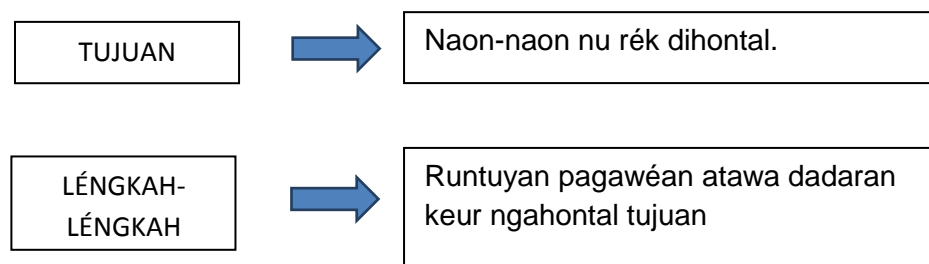 TUJUAN
Naon-naon nu rék dihontal.
LÉNGKAH-
LÉNGKAH
Runtuyan pagawéan atawa dadaran
keur ngahontal tujuan